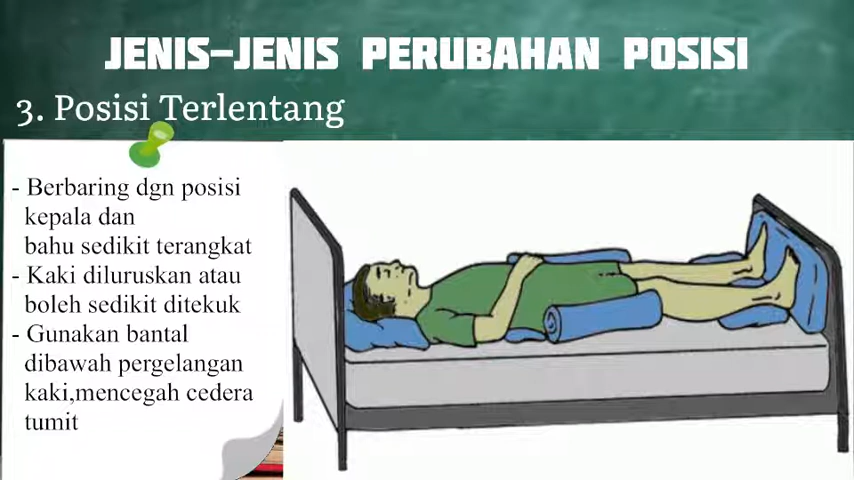 JENIS-JENIS PERUBAHAN POSISI
3. Posisi Terlentang
- Berbaring dgn posisi
kepala dan
bahu sedikit terangkat
- Kaki diluruskan atau
boleh sedikit ditekuk
- Gunakan bantal
dibawah pergelangan
kaki,mencegah cedera
tumit